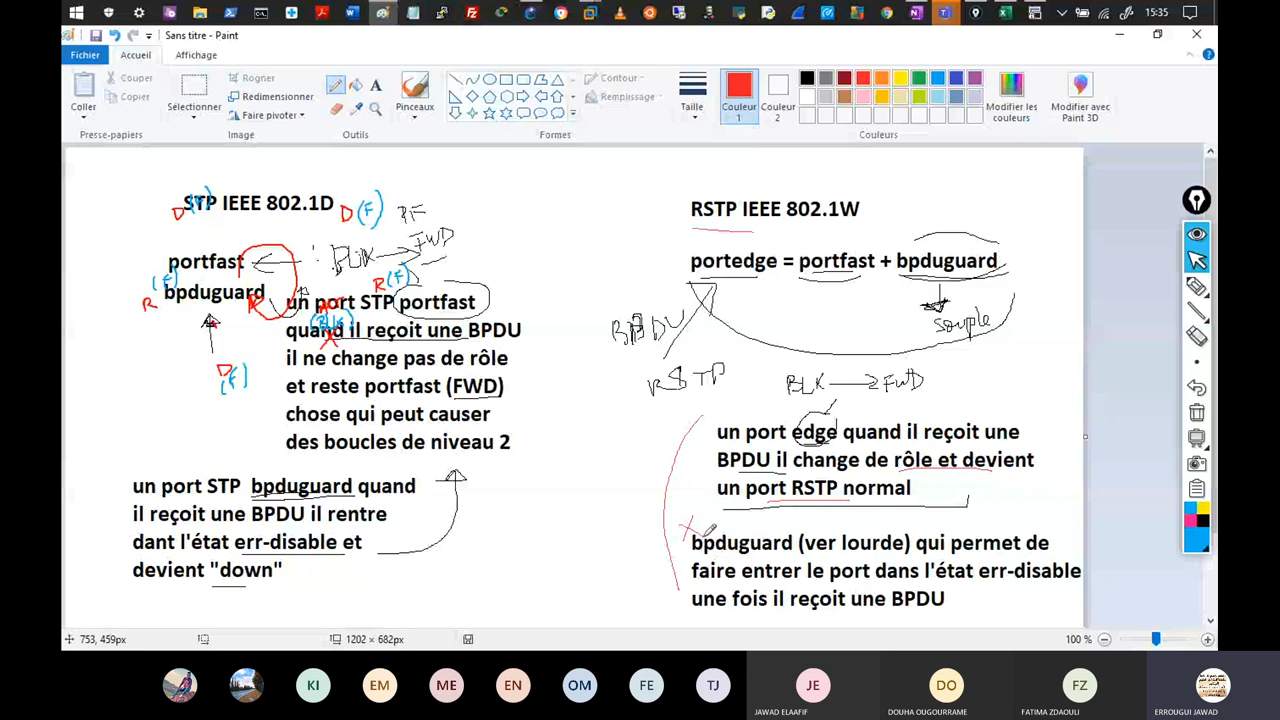 15:35
Sans titre - Paint
Fichier
Accueil
Affichage
Coller
Couper
Copier
Presse-papiers
Sélectionner
Rogner
Redimensionner
Faire pivoter
Image
Outils
Pinceaux
Formes
Contour
Remplissage
Taille
Couleur 1
Couleur 2
Couleurs
Modifier les couleurs
Modifier avec Paint 3D
STP IEEE 802.1D
D (F)
D (F)
BLK
FWD
portfast
bpduguard
R (F)
R (F)
D (F)
un port STP portfast
quand il reçoit une BPDU
il ne change pas de rôle
et reste portfast (FWD)
chose qui peut causer
des boucles de niveau 2
un port STP bpduguard quand
il reçoit une BPDU il rentre
dant l'état err-disable et
devient "down"
RSTP IEEE 802.1W
portedge = portfast + bpduguard
souple
BPDU
RSTP
BLK
FWD
un port edge quand il reçoit une
BPDU il change de rôle et devient
un port RSTP normal
bpduguard (ver lourde) qui permet de
faire entrer le port dans l'état err-disable
une fois il reçoit une BPDU
753, 459px
1202 × 682px
100 %
KI
EM
ME
EN
OM
FE
TJ
JE
JAWAD ELAAFIF
DO
DOUHA OUGOURRAME
FZ
FATIMA ZDAOULI
ERROUGUI JAWAD